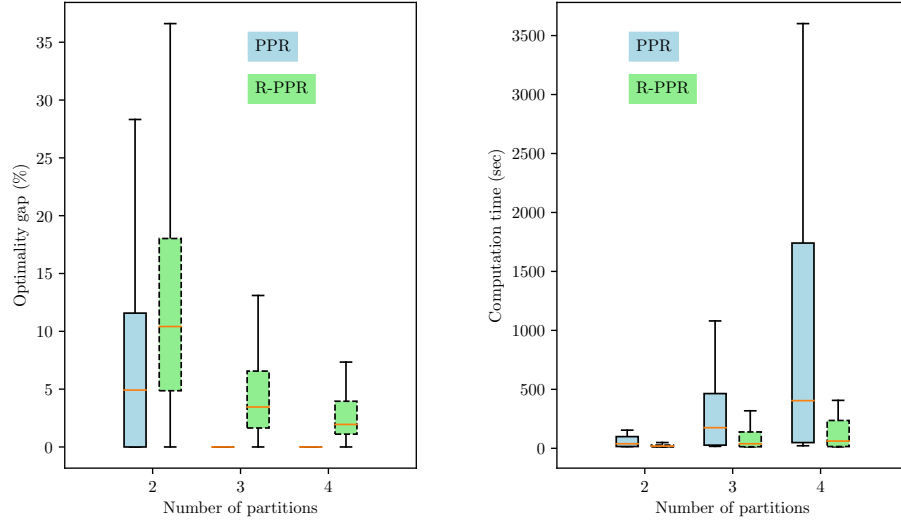 PPR
R-PPR
35
30
25
20
15
10
5
0
Optimality gap (%)
2
3
4
Number of partitions
PPR
R-PPR
3500
3000
2500
2000
1500
1000
500
0
Computation time (sec)
2
3
4
Number of partitions